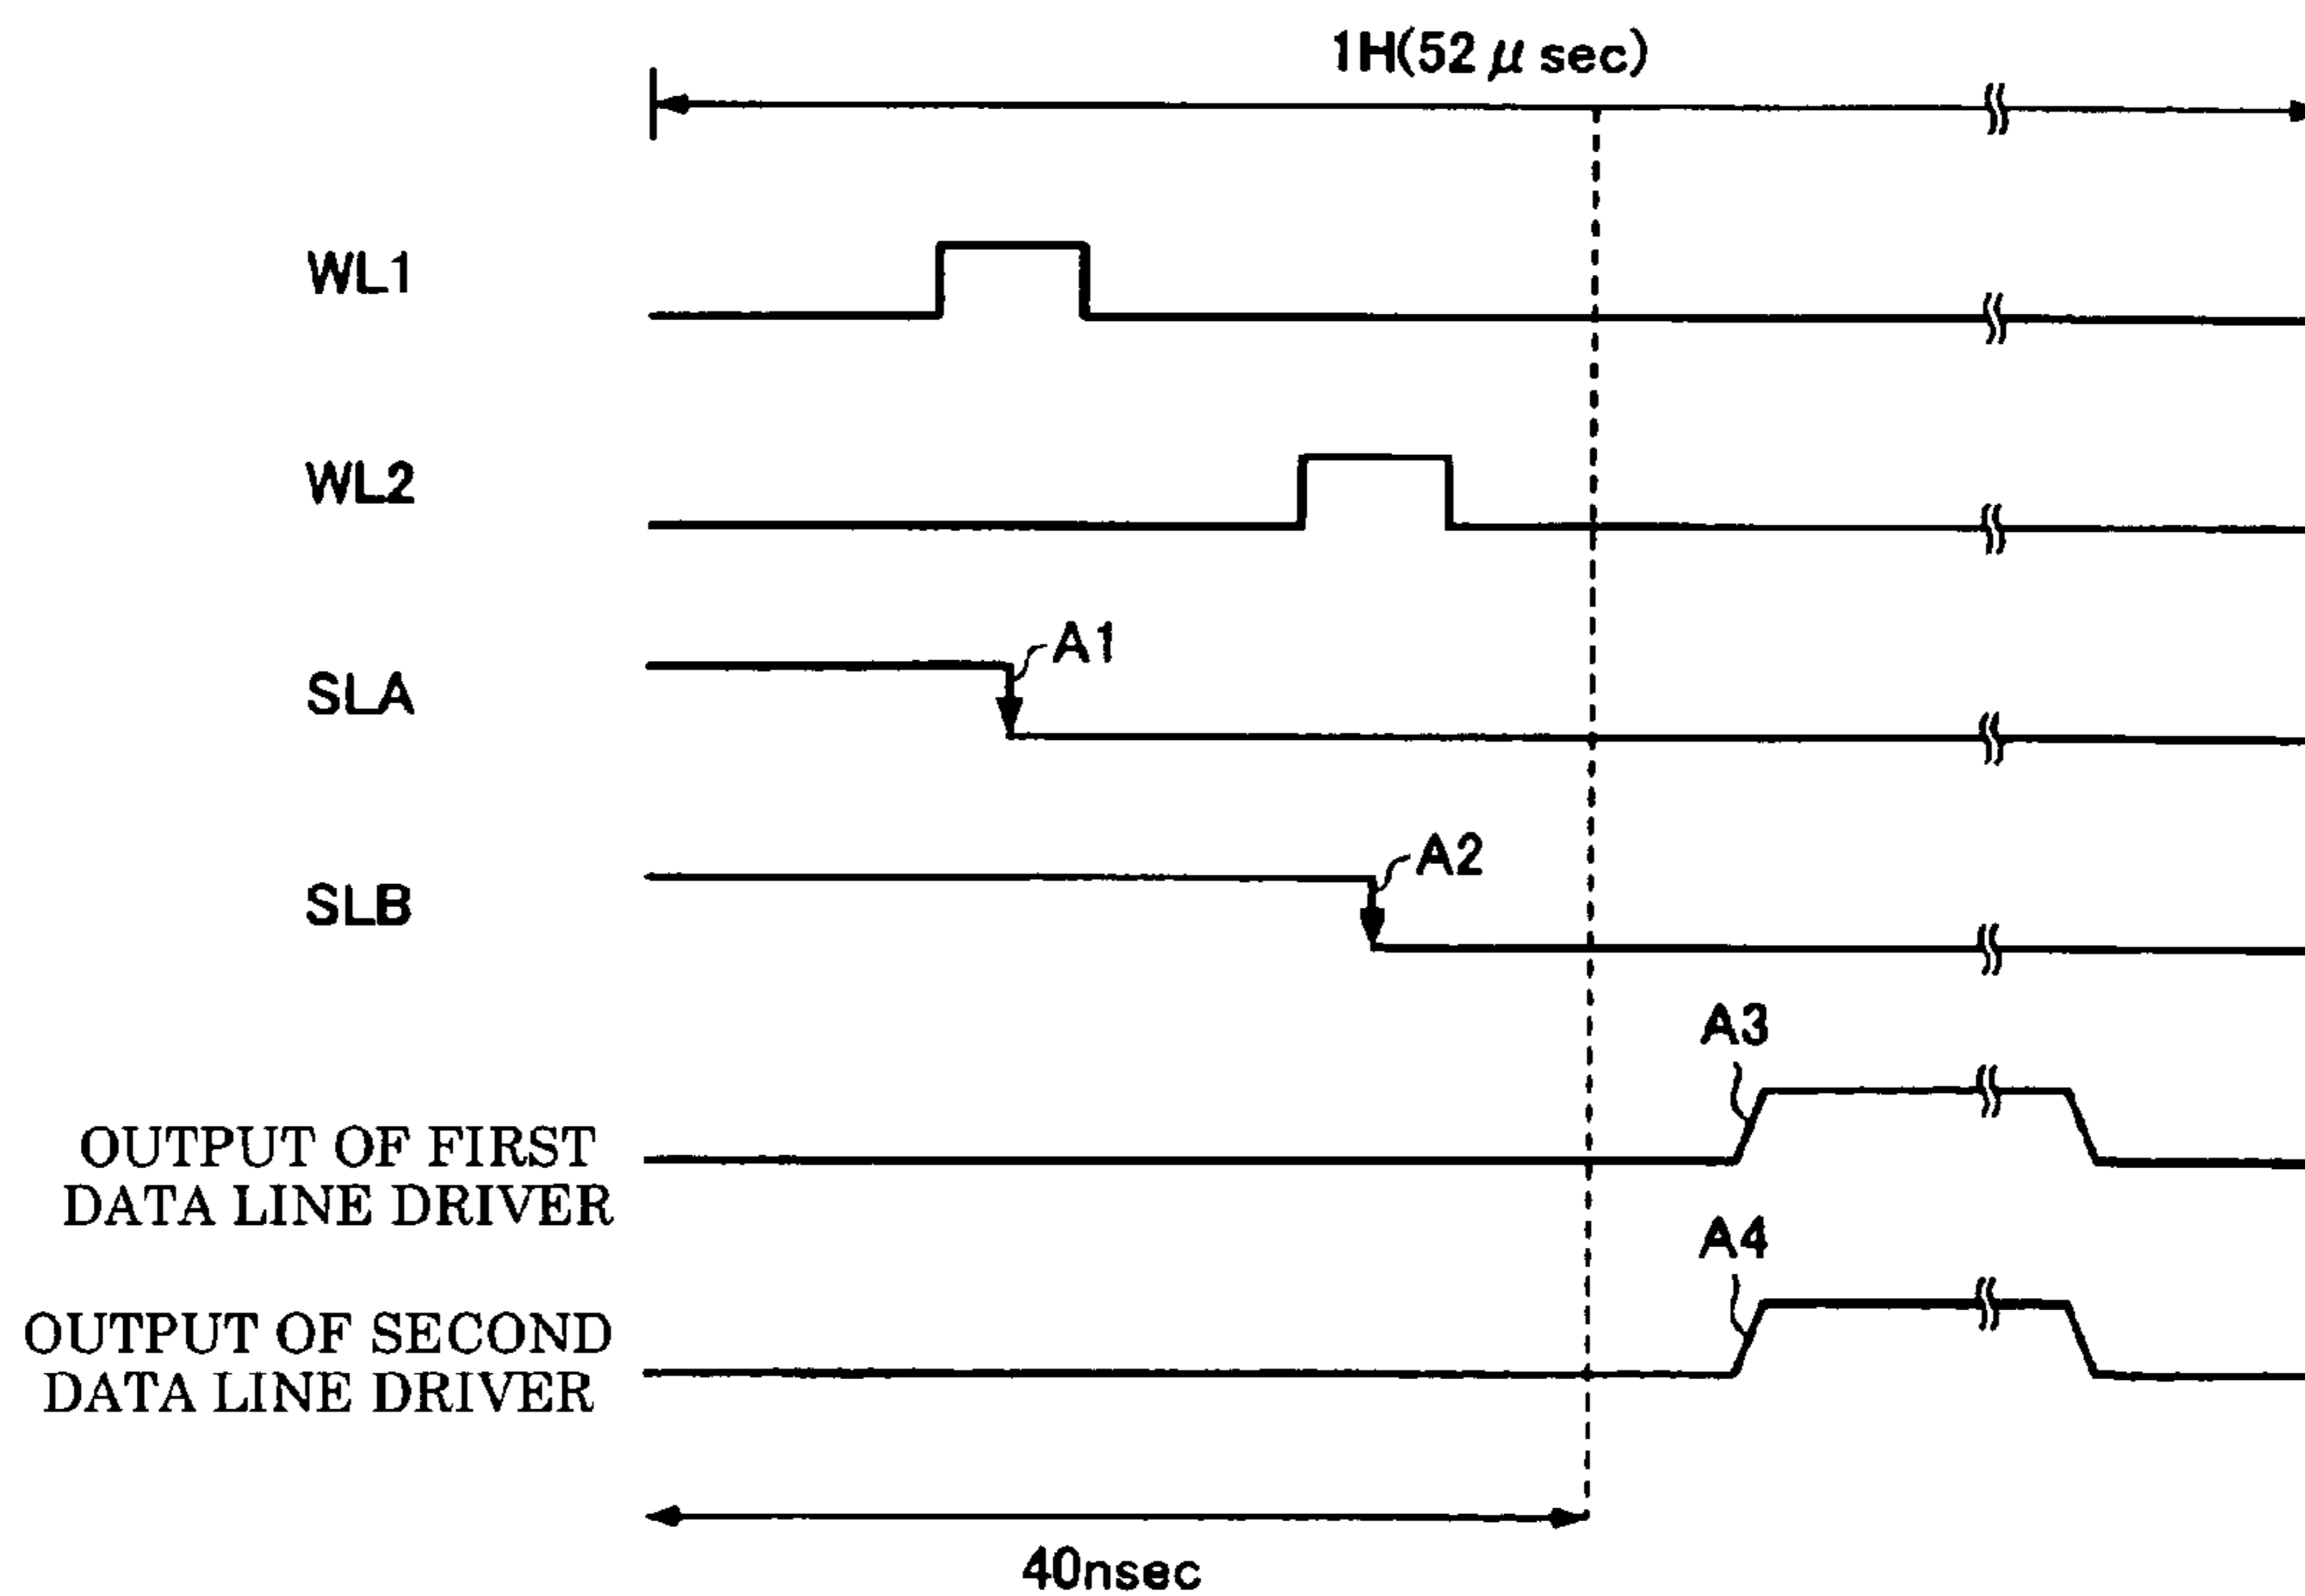 1H(52 μ sec)
WL1
WL2
SLA
A1
SLB
A2
A3
OUTPUT OF FIRST
DATA LINE DRIVER
A4
OUTPUT OF SECOND
DATA LINE DRIVER
40nsec